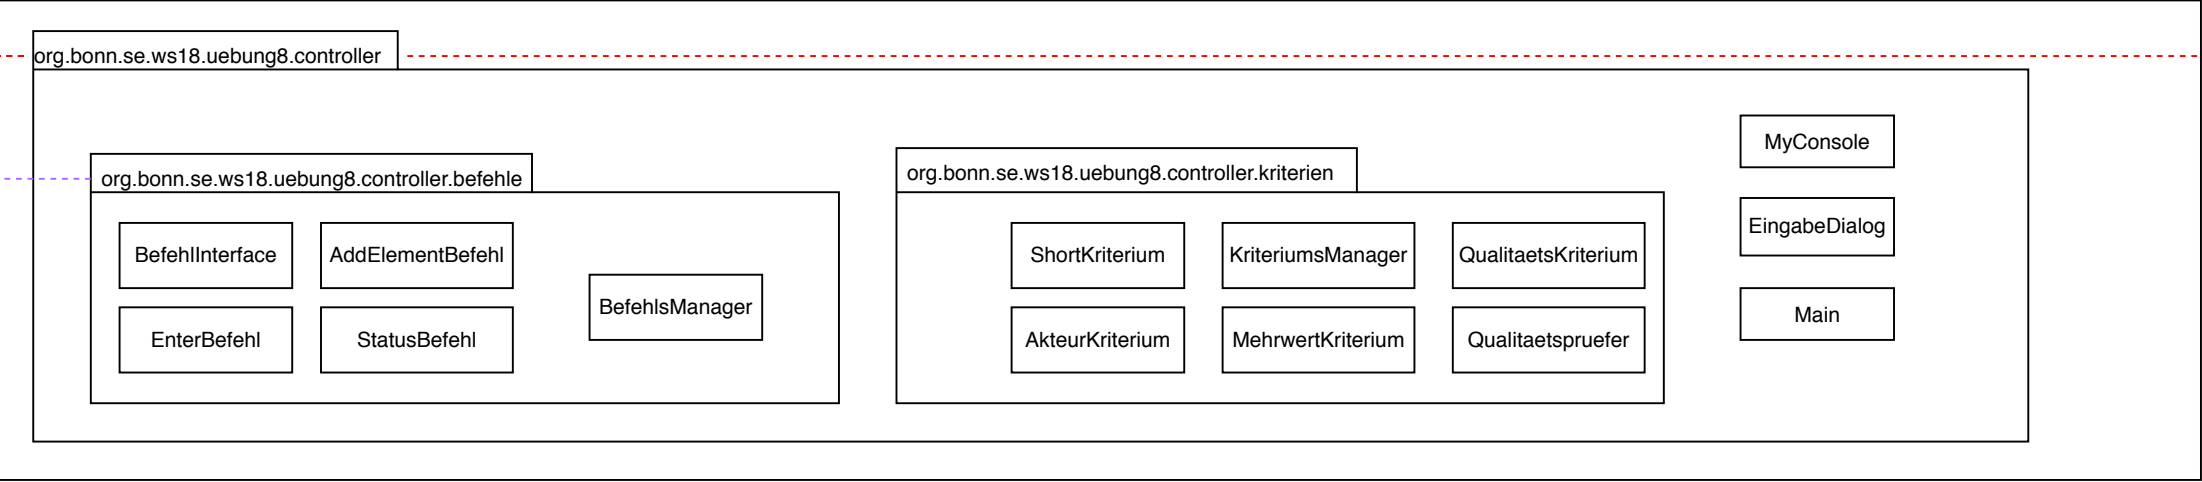 org.bonn.se.ws18.uebung8.controller
org.bonn.se.ws18.uebung8.controller.befehle
BefehlInterface
AddElementBefehl
BefehlsManager
EnterBefehl
StatusBefehl
org.bonn.se.ws18.uebung8.controller.kriterien
ShortKriterium
KriteriumsManager
QualitaetsKriterium
AkteurKriterium
MehrwertKriterium
Qualitaetspruefer
MyConsole
EingabeDialog
Main